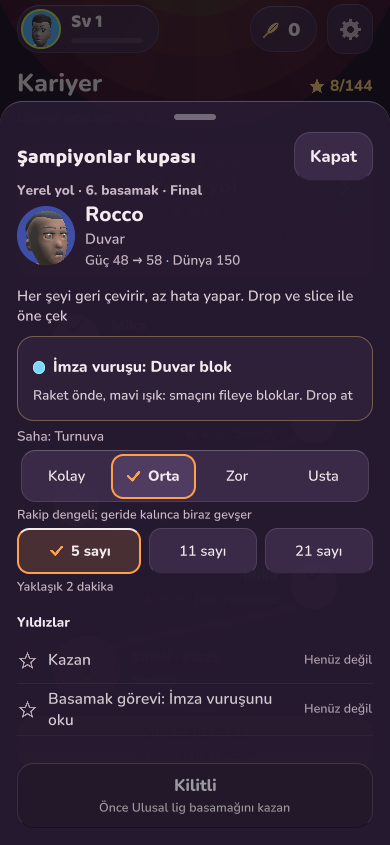 Sv 1
0
Kariyer
8/144
Şampiyonlar kupası
Kapat
Yerel yol · 6. basamak · Final
Rocco
Duvar
Güç 48 → 58 · Dünya 150
Her şeyi geri çevirir, az hata yapar. Drop ve slice ile
öne çek
İmza vuruşu: Duvar blok
Raket önde, mavi ışık: smaçını fileye bloklar. Drop at
Saha: Turnuva
Kolay
Orta
Zor
Usta
Rakip dengeli; geride kalınca biraz gevşer
5 sayı
11 sayı
21 sayı
Yaklaşık 2 dakika
Yıldızlar
Kazan
Henüz değil
Basamak görevi: İmza vuruşunu
oku
Henüz değil
Kilitli
Önce Ulusal lig basamağını kazan